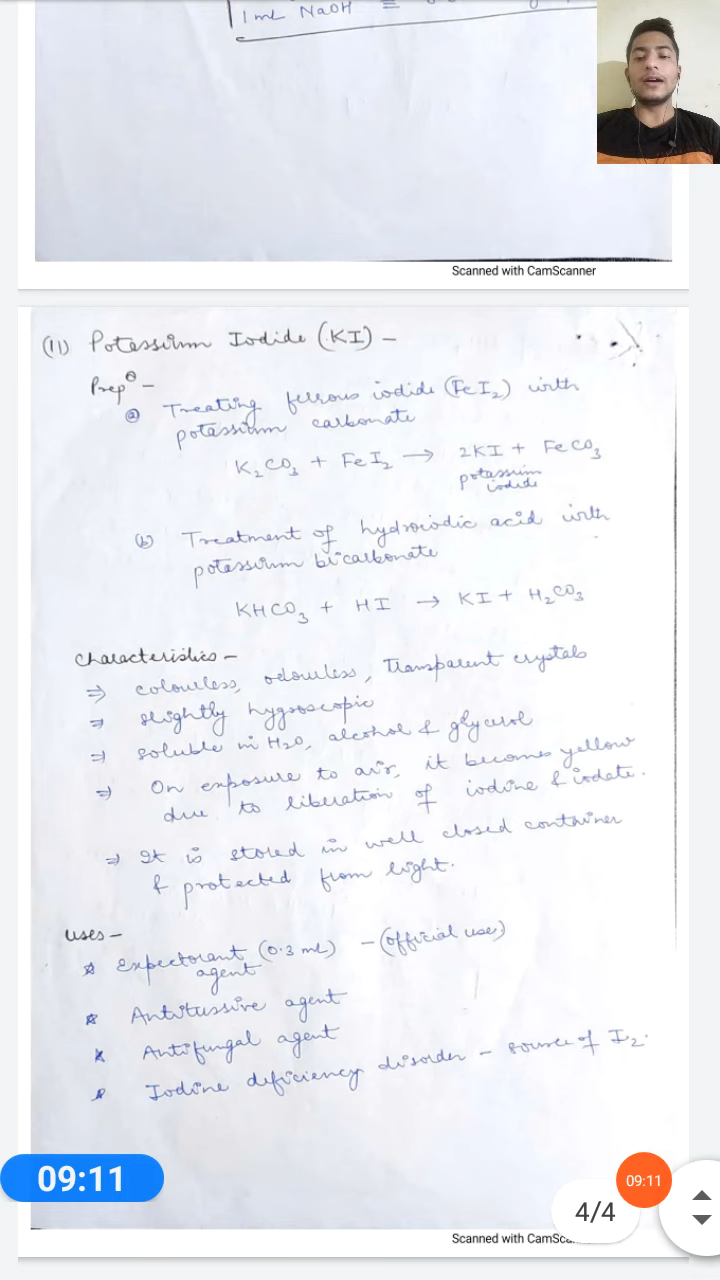 1 mL NaOH =
Scanned with CamScanner
(11) Potassium Iodide (KI) -
Prepⁿ -
(a) Treating ferrous iodide (FeI₂) with
potassium carbonate
K₂CO₃ + FeI₂ → 2KI + FeCO₃
potassium
iodide
(b) Treatment of hydroiodic acid with
potassium bicarbonate
KHCO₃ + HI → KI + H₂CO₃
Characteristics -
⇒ colourless, odourless, Transparent crystals
⇒ slightly hygroscopic
⇒ soluble in H₂O, alcohol & glycerol
⇒ On exposure to air, it becomes yellow
due to liberation of iodine & iodate.
⇒ It is stored in well closed container
& protected from light.
Uses -
* Expectorant (0.3 mL) - (official use)
agent
* Antitussive agent
* Antifungal agent
* Iodine deficiency disorder - source of I₂.
09:11
09:11
4/4
Scanned with CamSca